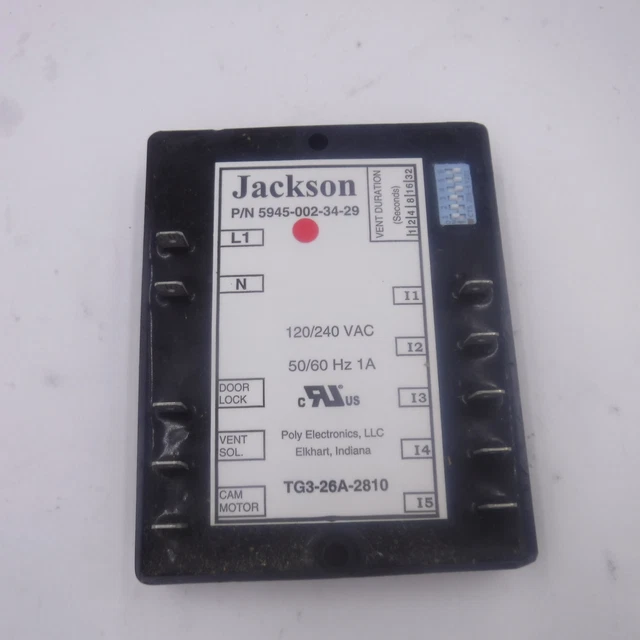 Jackson
P/N 5945-002-34-29
VENT DURATION
(Seconds)
1 2 4 8 16 32
L1
N
I1
120/240 VAC
I2
50/60 Hz 1A
DOOR
LOCK
I3
c RU US
VENT
SOL.
Poly Electronics, LLC
Elkhart, Indiana
I4
CAM
MOTOR
TG3-26A-2810
I5